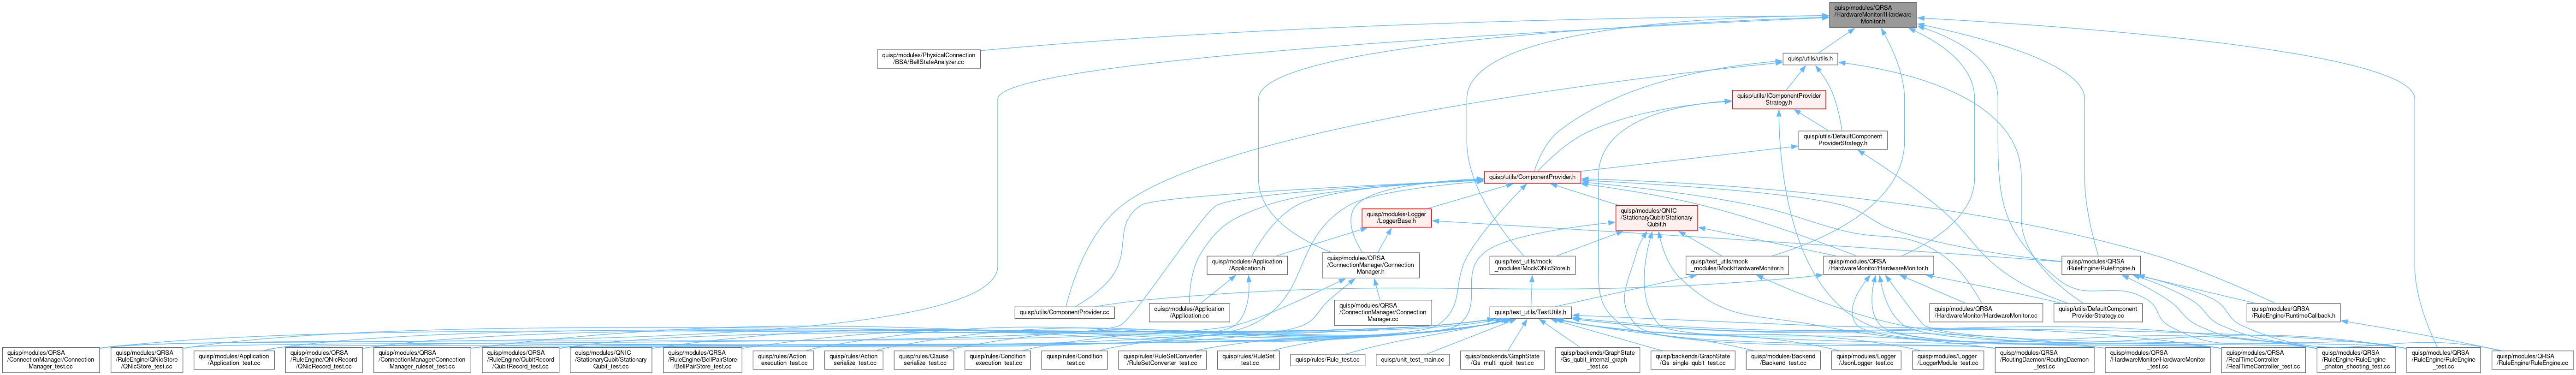 quisp/modules/QRSA
/HardwareMonitor/IHardware
Monitor.h
quisp/modules/PhysicalConnection
/BSA/BellStateAnalyzer.cc
quisp/utils/utils.h
quisp/utils/IComponentProvider
Strategy.h
quisp/utils/DefaultComponent
ProviderStrategy.h
quisp/utils/ComponentProvider.h
quisp/modules/Logger
/LoggerBase.h
quisp/modules/QNIC
/StationaryQubit/Stationary
Qubit.h
quisp/modules/Application
/Application.h
quisp/modules/QRSA
/ConnectionManager/Connection
Manager.h
quisp/test_utils/mock
_modules/MockQNicStore.h
quisp/test_utils/mock
_modules/MockHardwareMonitor.h
quisp/modules/QRSA
/HardwareMonitor/HardwareMonitor.h
quisp/modules/QRSA
/RuleEngine/RuleEngine.h
quisp/utils/ComponentProvider.cc
quisp/modules/Application
/Application.cc
quisp/modules/QRSA
/ConnectionManager/Connection
Manager.cc
quisp/test_utils/TestUtils.h
quisp/modules/QRSA
/HardwareMonitor/HardwareMonitor.cc
quisp/utils/DefaultComponent
ProviderStrategy.cc
quisp/modules/QRSA
/RuleEngine/RuntimeCallback.h
quisp/modules/QRSA
/ConnectionManager/Connection
Manager_test.cc
quisp/modules/QRSA
/RuleEngine/QNicStore
/QNicStore_test.cc
quisp/modules/Application
/Application_test.cc
quisp/modules/QRSA
/RuleEngine/QNicRecord
/QNicRecord_test.cc
quisp/modules/QRSA
/ConnectionManager/Connection
Manager_ruleset_test.cc
quisp/modules/QRSA
/RuleEngine/QubitRecord
/QubitRecord_test.cc
quisp/modules/QNIC
/StationaryQubit/Stationary
Qubit_test.cc
quisp/modules/QRSA
/RuleEngine/BellPairStore
/BellPairStore_test.cc
quisp/rules/Action
_execution_test.cc
quisp/rules/Action
_serialize_test.cc
quisp/rules/Clause
_serialize_test.cc
quisp/rules/Condition
_execution_test.cc
quisp/rules/Condition
_test.cc
quisp/rules/RuleSetConverter
/RuleSetConverter_test.cc
quisp/rules/RuleSet
_test.cc
quisp/rules/Rule_test.cc
quisp/unit_test_main.cc
quisp/backends/GraphState
/Gs_multi_qubit_test.cc
quisp/backends/GraphState
/Gs_qubit_internal_graph
_test.cc
quisp/backends/GraphState
/Gs_single_qubit_test.cc
quisp/modules/Backend
/Backend_test.cc
quisp/modules/Logger
/JsonLogger_test.cc
quisp/modules/Logger
/LoggerModule_test.cc
quisp/modules/QRSA
/RoutingDaemon/RoutingDaemon
_test.cc
quisp/modules/QRSA
/HardwareMonitor/HardwareMonitor
_test.cc
quisp/modules/QRSA
/RealTimeController
/RealTimeController_test.cc
quisp/modules/QRSA
/RuleEngine/RuleEngine
_photon_shooting_test.cc
quisp/modules/QRSA
/RuleEngine/RuleEngine
_test.cc
quisp/modules/QRSA
/RuleEngine/RuleEngine.cc